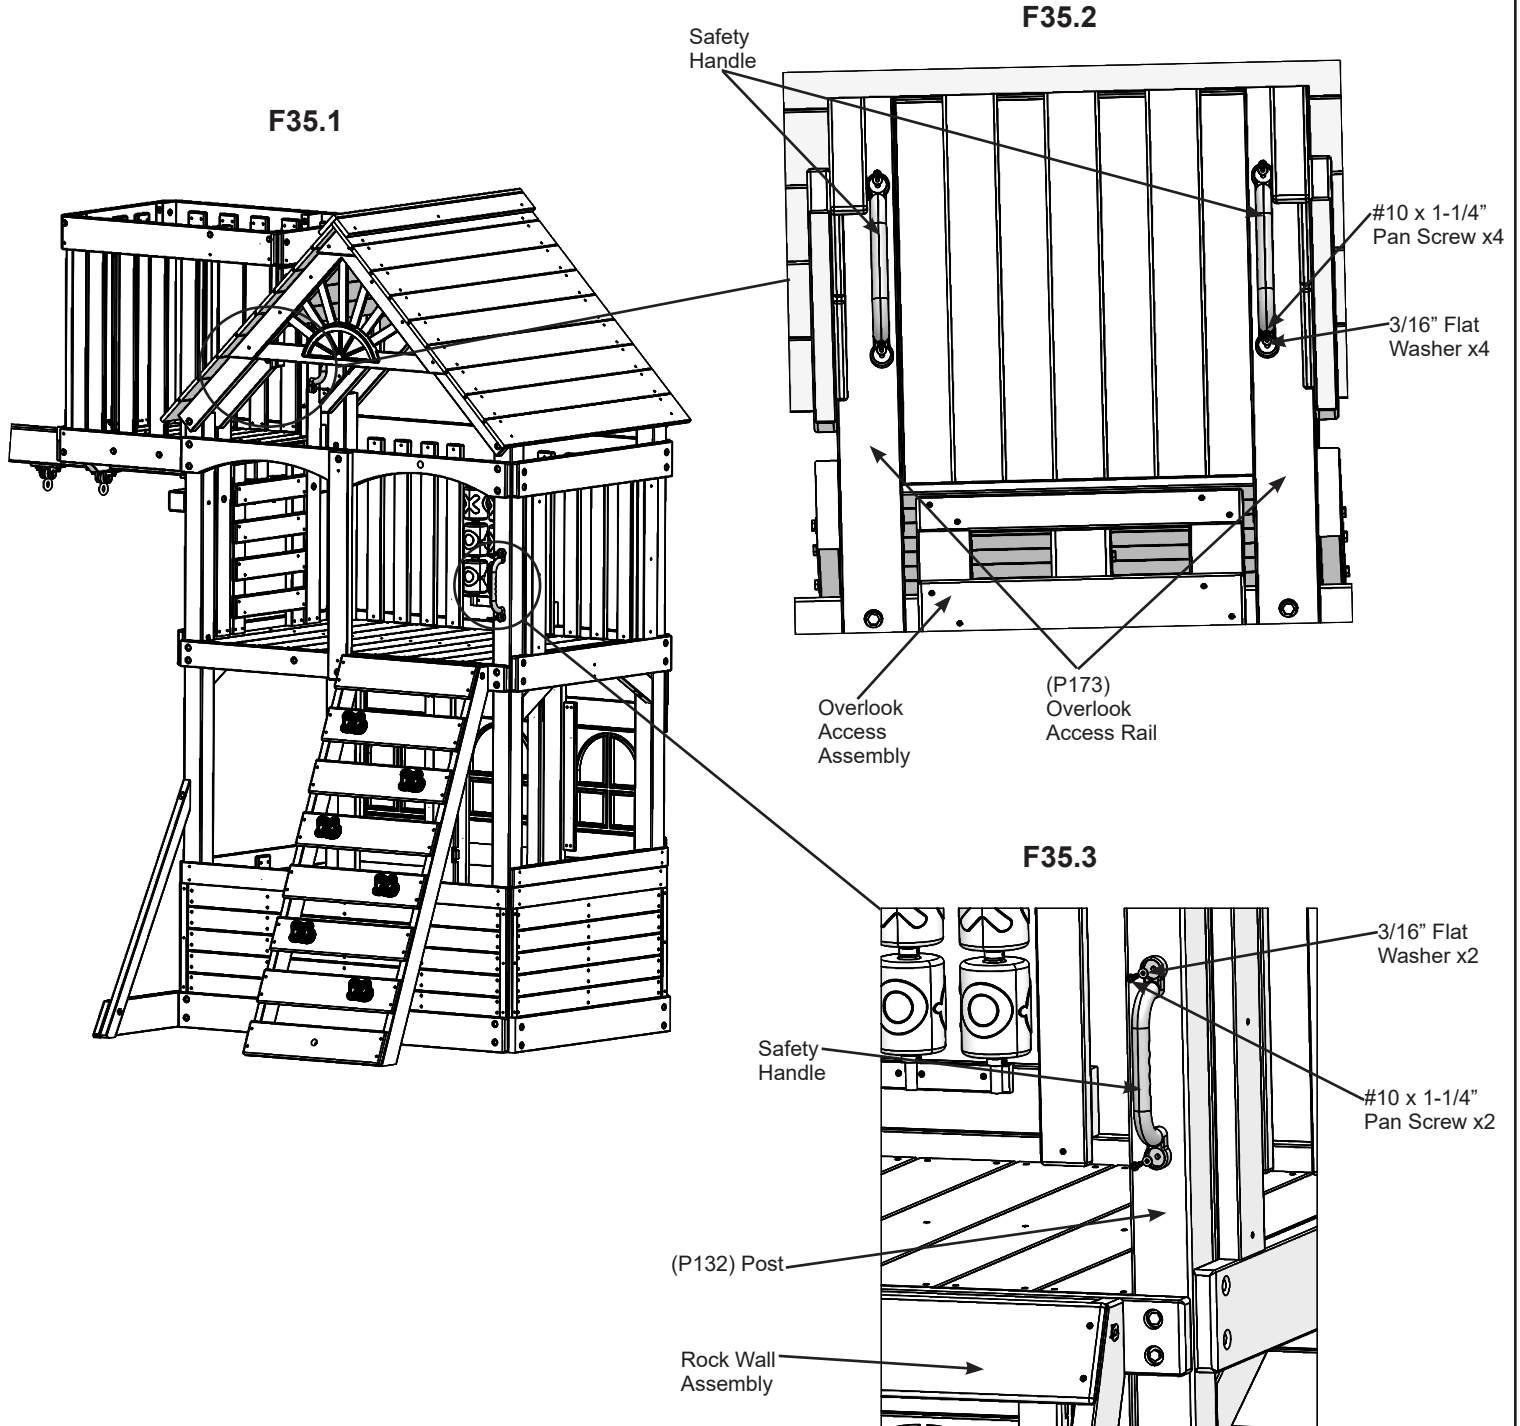 F35.1
F35.2
Safety
Handle
#10 x 1-1/4”
Pan Screw x4
3/16” Flat
Washer x4
Overlook
Access
Assembly
(P173)
Overlook
Access Rail
F35.3
3/16” Flat
Washer x2
Safety
Handle
#10 x 1-1/4”
Pan Screw x2
(P132) Post
Rock Wall
Assembly